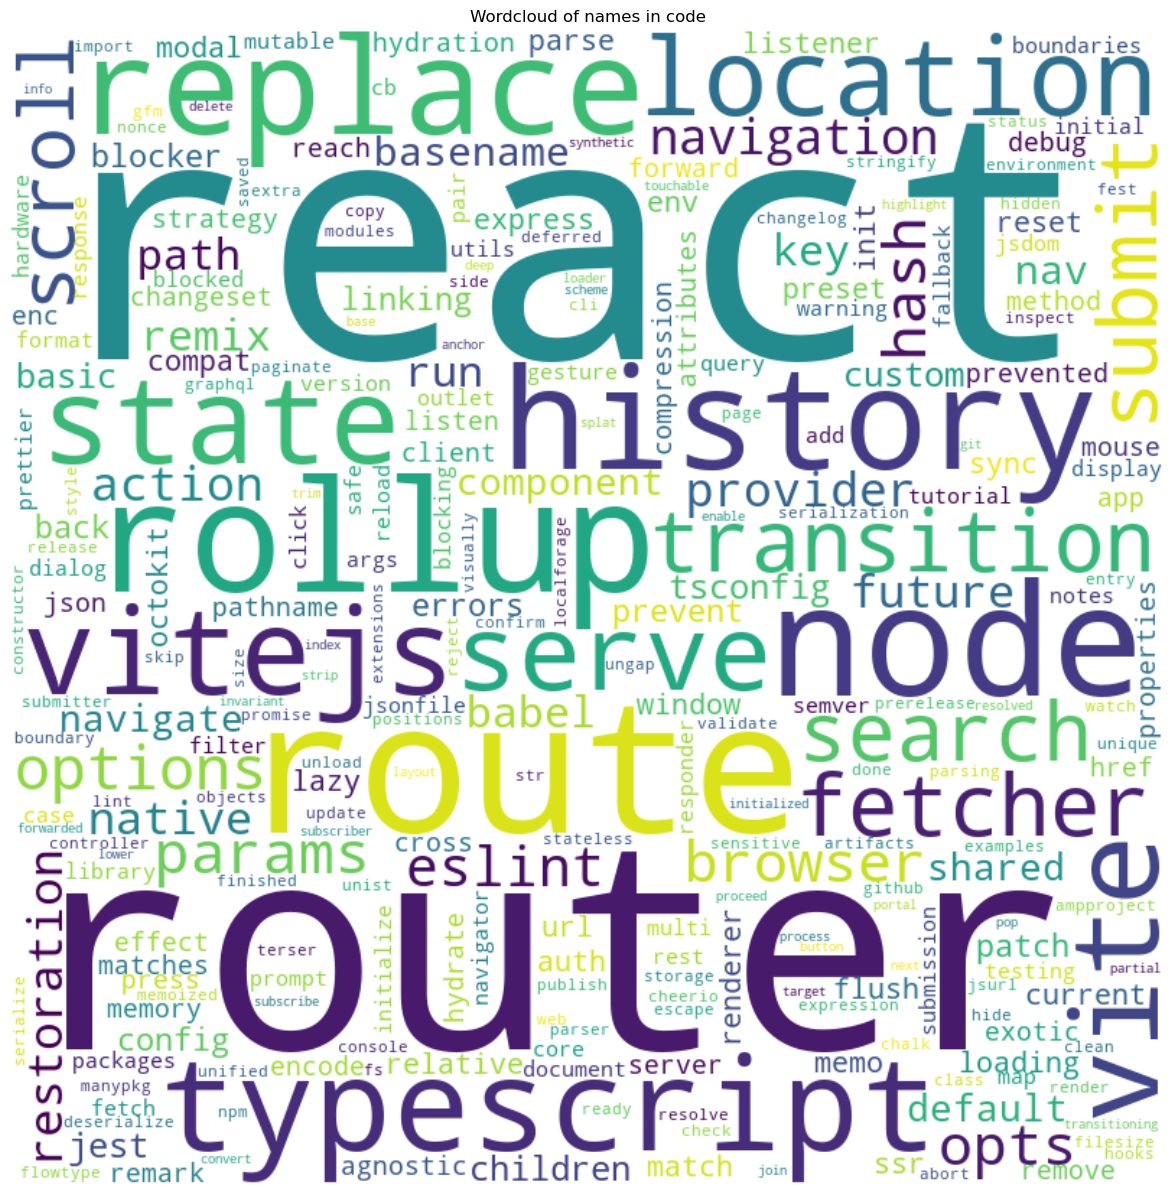 Wordcloud of names in code
import
modal
mutable
hydration
parse
listener
boundaries
info
scroll
replace
location
cb
delete
gfm
nonce
synthetic
status
initial
debug
blocker
reach
basename
navigation
forward
stringify
environment
submit
react
saved
extra
pair
touchable
env
highlight
hidden
fest
hardware
response
strategy
copy
modules
express
deferred
changelog
init
reset
path
utils
deep
side
loader
scheme
cli
key
hash
fallback
jsdom
nav
blocked
changeset
linking
base
attributes
preset
warning
method
inspect
enc
format
remix
anchor
compression
compat
paginate
run
gesture
query
custom
prevented
basic
graphql
version
outlet
state
listen
splat
history
page
add
git
sync
mouse
client
prettier
style
action
safe
reload
trim
component
provider
tutorial
display
app
back
release
rollup
click
blocking
visually
localforage
enable
serialization
transition
dialog
octokit
args
tsconfig
future
entry
notes
constructor
json
pathname
errors
confirm
prevent
properties
vitejs
skip
size
index
strip
extensions
reject
serve
ungap
node
submitter
invariant
navigate
promise
jsonfile
positions
babel
window
semver
prerelease
resolved
watch
boundary
filter
validate
search
unique
options
unload
lazy
route
layout
str
responder
done
parsing
href
case
lint
objects
update
initialized
fetcher
forwarded
native
subscriber
stateless
controller
lower
cross
sensitive
artifacts
examples
library
params
eslint
browser
shared
vite
restoration
finished
unist
proceed
github
portal
ampproject
router
effect
matches
press
memoized
memory
terser
prompt
subscribe
initialize
hydrate
navigator
url
auth
publish
web
parser
multi
rest
storage
cheerio
escape
renderer
process
button
target
next
flush
expression
submission
pop
patch
testing
jsurl
partial
current
hide
exotic
clean
serialize
config
console
core
chalk
packages
unified
encode
fs
relative
document
server
memo
loading
class
map
render
manypkg
fetch
deserialize
npm
typescript
ready
resolve
check
default
transitioning
filesize
hooks
jest
flowtype
remark
convert
agnostic
children
match
join
ssr
abort
opts
remove